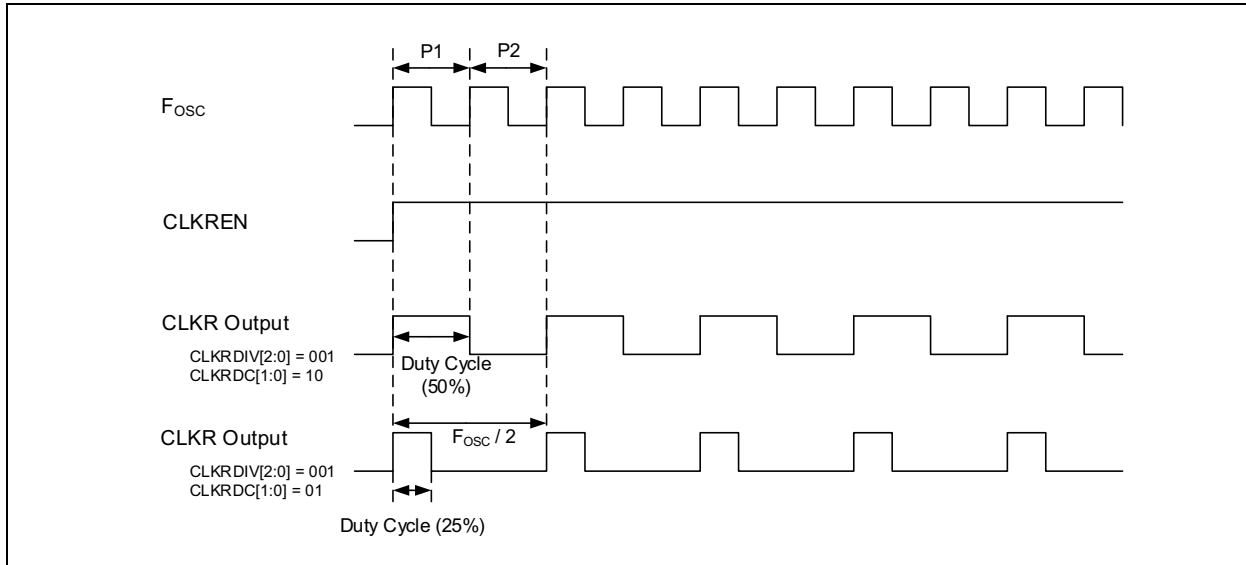 P1 P2
FOSC
CLKREN
CLKR Output
CLKRDIV[2:0] = 001
CLKRDC[1:0] = 10
Duty Cycle
(50%)
FOSC / 2
CLKR Output
CLKRDIV[2:0] = 001
CLKRDC[1:0] = 01
Duty Cycle (25%)